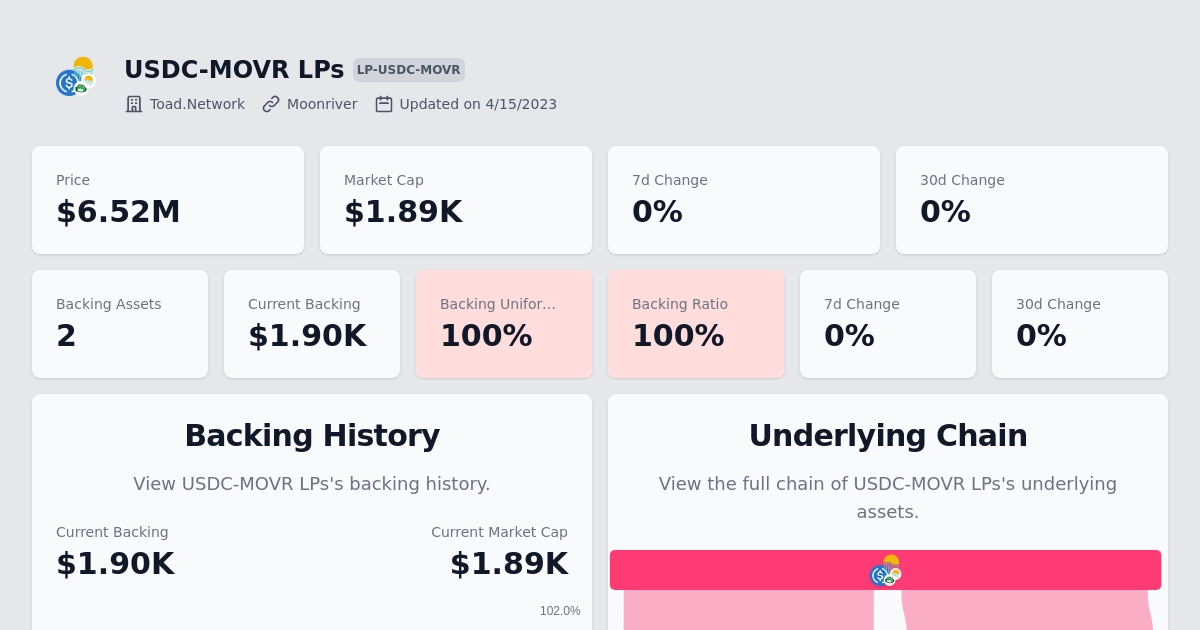 USDC-MOVR LPs LP-USDC-MOVR
Toad.Network Moonriver Updated on 4/15/2023
Price Market Cap 7d Change 30d Change
$6.52M $1.89K 0% 0%
Backing Assets Current Backing Backing Unifor... Backing Ratio 7d Change 30d Change
2 $1.90K 100% 100% 0% 0%
Backing History
View USDC-MOVR LPs's backing history.
Current Backing Current Market Cap
$1.90K $1.89K
102.0%
Underlying Chain
View the full chain of USDC-MOVR LPs's underlying
assets.